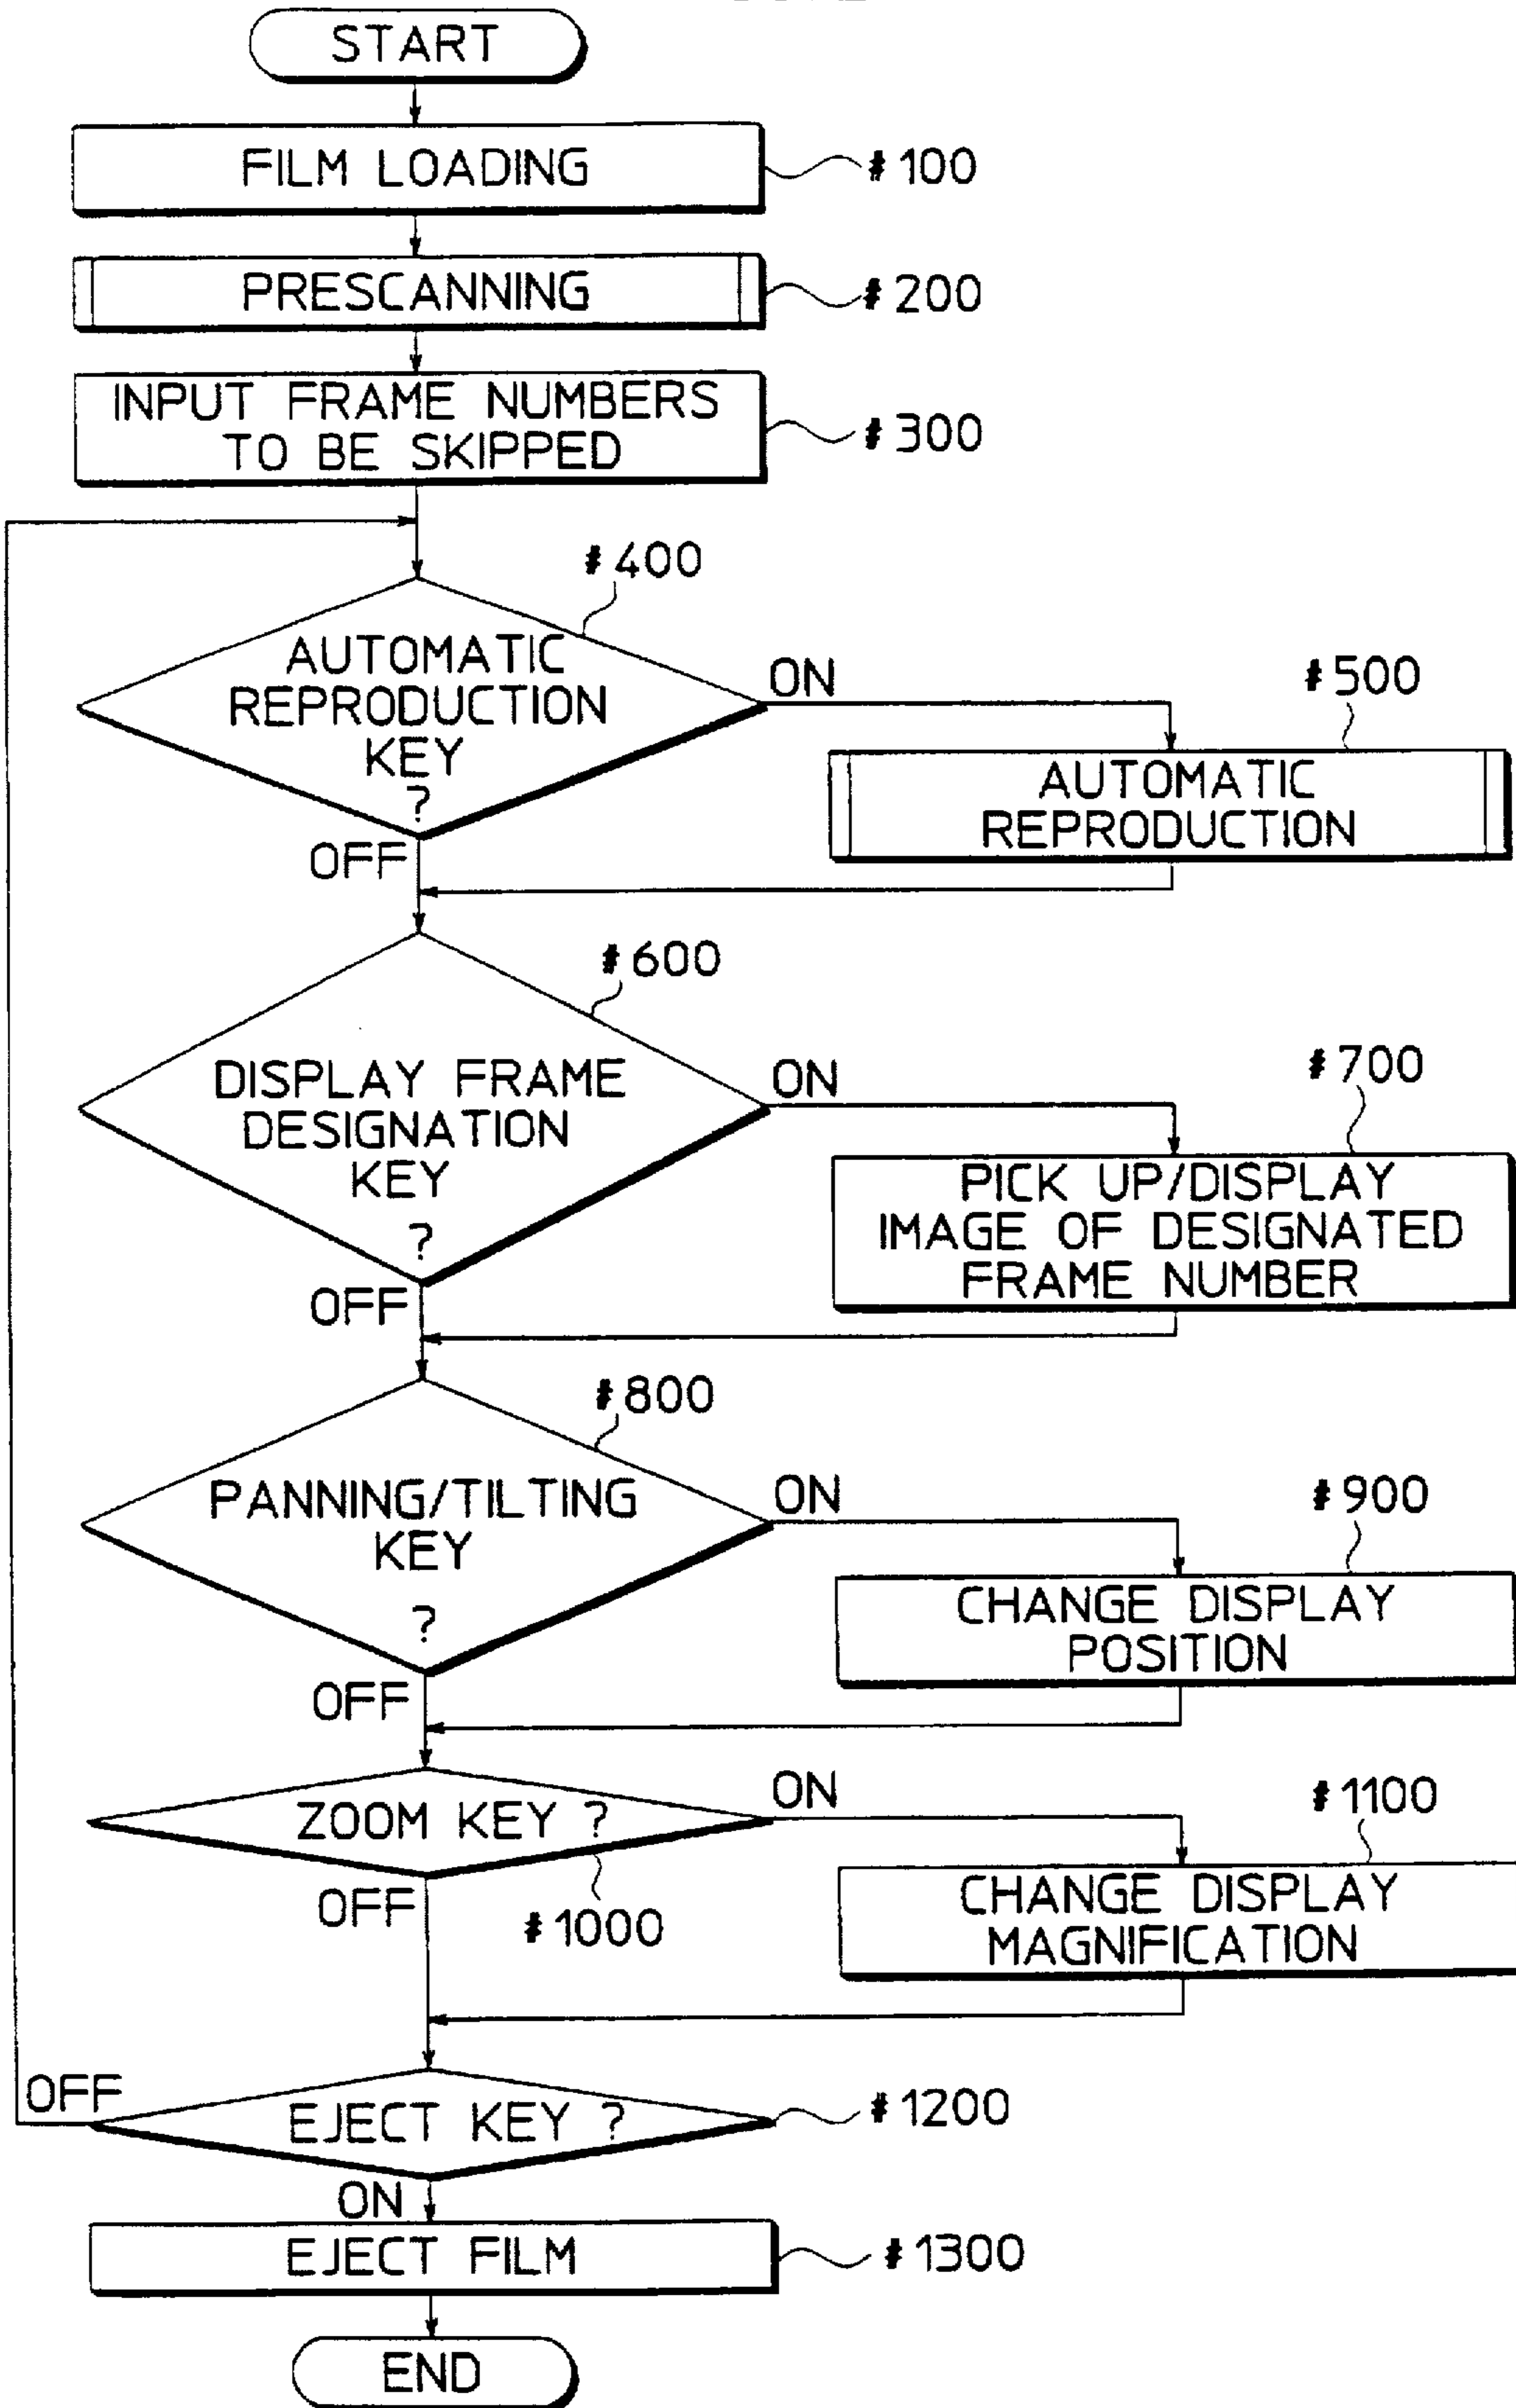 START
FILM LOADING
#100
PRESCANNING
#200
INPUT FRAME NUMBERS
TO BE SKIPPED
#300
#400
AUTOMATIC
REPRODUCTION
KEY
?
ON
OFF
#500
AUTOMATIC
REPRODUCTION
#600
DISPLAY FRAME
DESIGNATION
KEY
?
ON
OFF
#700
PICK UP/DISPLAY
IMAGE OF DESIGNATED
FRAME NUMBER
#800
PANNING/TILTING
KEY
?
ON
OFF
#900
CHANGE DISPLAY
POSITION
ZOOM KEY ?
ON
OFF
#1000
#1100
CHANGE DISPLAY
MAGNIFICATION
OFF
EJECT KEY ?
#1200
ON
EJECT FILM
#1300
END